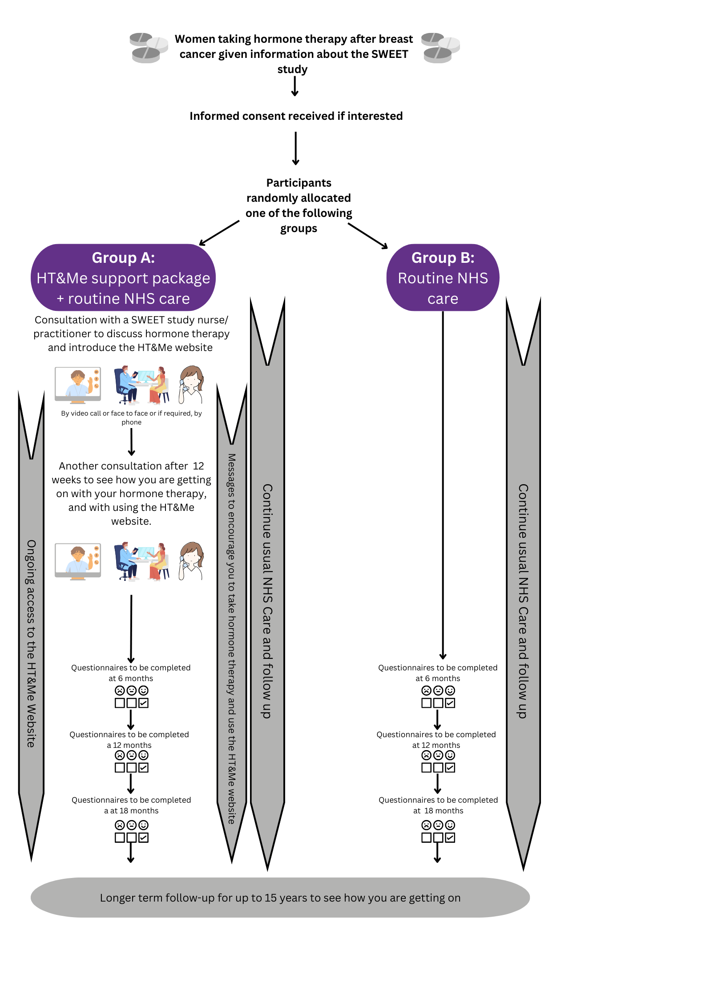 Women taking hormone therapy after breast
cancer given information about the SWEET
study
Informed consent received if interested
Participants
randomly allocated
one of the following
groups
Group A:
HT&Me support package
+ routine NHS care
Group B:
Routine NHS
care
Consultation with a SWEET study nurse/
practitioner to discuss hormone therapy
and introduce the HT&Me website
By video call or face to face or if required, by
phone
Another consultation after  12
weeks to see how you are getting
on with your hormone therapy,
and with using the HT&Me
website.
Ongoing access to the HT&Me Website
Messages to encourage you to take hormone therapy and use the HT&Me website
Continue usual NHS Care and follow up
Continue usual NHS Care and follow up
Questionnaires to be completed
at 6 months
Questionnaires to be completed
a 12 months
Questionnaires to be completed
a at 18 months
Questionnaires to be completed
at 6 months
Questionnaires to be completed
at 12 months
Questionnaires to be completed
at  18 months
Longer term follow-up for up to 15 years to see how you are getting on